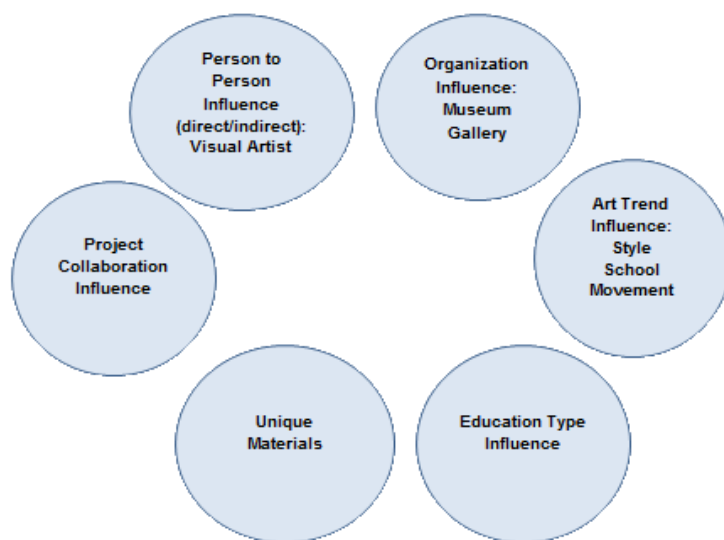 Person to
Person
Influence
(direct/indirect):
Visual Artist
Organization
Influence:
Museum
Gallery
Art Trend
Influence:
Style
School
Movement
Project
Collaboration
Influence
Unique
Materials
Education Type
Influence